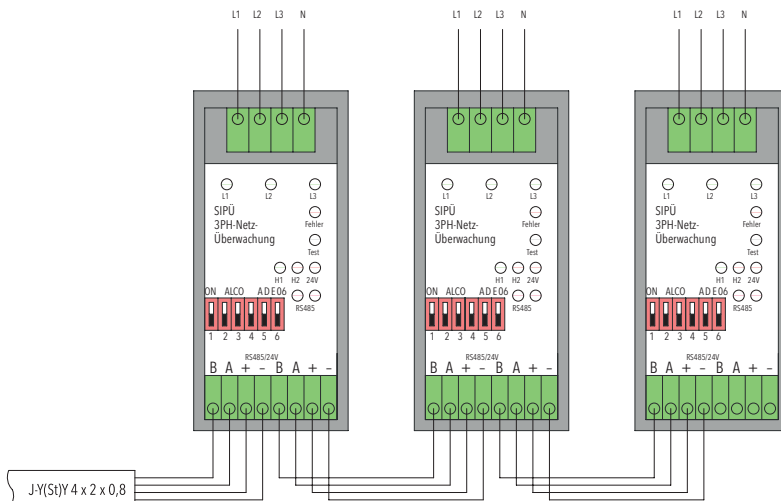 L1 L2 L3 N L1 L2 L3 N L1 L2 L3 N
L1 L2 L3 L1 L2 L3 L1 L2 L3
SIPÜ SIPÜ SIPÜ
3PH-Netz- Fehler 3PH-Netz- Fehler 3PH-Netz- Fehler
Überwachung Überwachung Überwachung
Test Test Test
H1 H2 24V H1 H2 24V H1 H2 24V
ON ALCO A D E 06 ON ALCO A D E 06 ON ALCO A D E 06
RS485 RS485 RS485
1 2 3 4 5 6 1 2 3 4 5 6 1 2 3 4 5 6
RS485/24V RS485/24V RS485/24V
B A + – B A + – B A + – B A + – B A + – B A + –
J-Y(St)Y 4 x 2 x 0,8